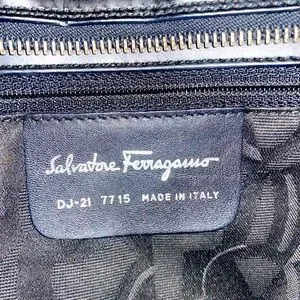 Salvatore Ferragamo
DJ-21 7715 MADE IN ITALY